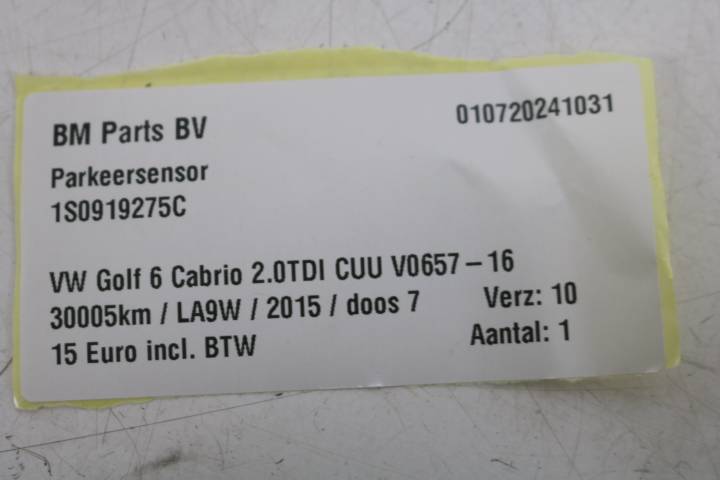 BM Parts BV 010720241031
Parkeersensor
1S0919275C
VW Golf 6 Cabrio 2.0TDI CUU V0657 – 16
30005km / LA9W / 2015 / doos 7 Verz: 10
15 Euro incl. BTW Aantal: 1